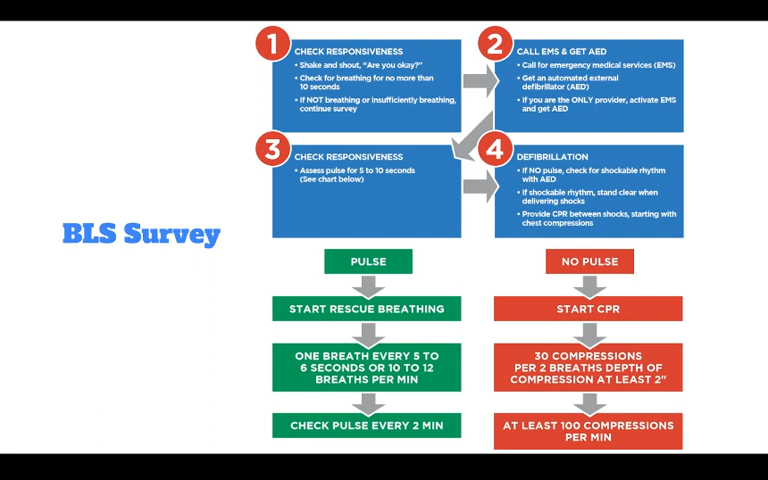 BLS Survey
1
CHECK RESPONSIVENESS
• Shake and shout, “Are you okay?”
• Check for breathing for no more than
10 seconds
• If NOT breathing or insufficiently breathing,
continue survey
2
CALL EMS & GET AED
• Call for emergency medical services (EMS)
• Get an automated external
defibrillator (AED)
• If you are the ONLY provider, activate EMS
and get AED
3
CHECK RESPONSIVENESS
• Assess pulse for 5 to 10 seconds
(See chart below)
4
DEFIBRILLATION
• If NO pulse, check for shockable rhythm
with AED
• If shockable rhythm, stand clear when
delivering shocks
• Provide CPR between shocks, starting with
chest compressions
PULSE
START RESCUE BREATHING
ONE BREATH EVERY 5 TO
6 SECONDS OR 10 TO 12
BREATHS PER MIN
CHECK PULSE EVERY 2 MIN
NO PULSE
START CPR
30 COMPRESSIONS
PER 2 BREATHS DEPTH OF
COMPRESSION AT LEAST 2"
AT LEAST 100 COMPRESSIONS
PER MIN